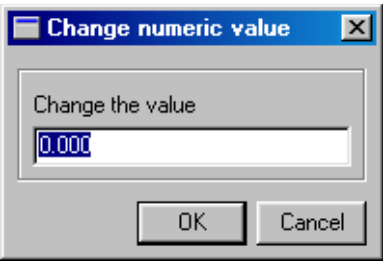 Change numeric value
Change the value
0.000
OK
Cancel